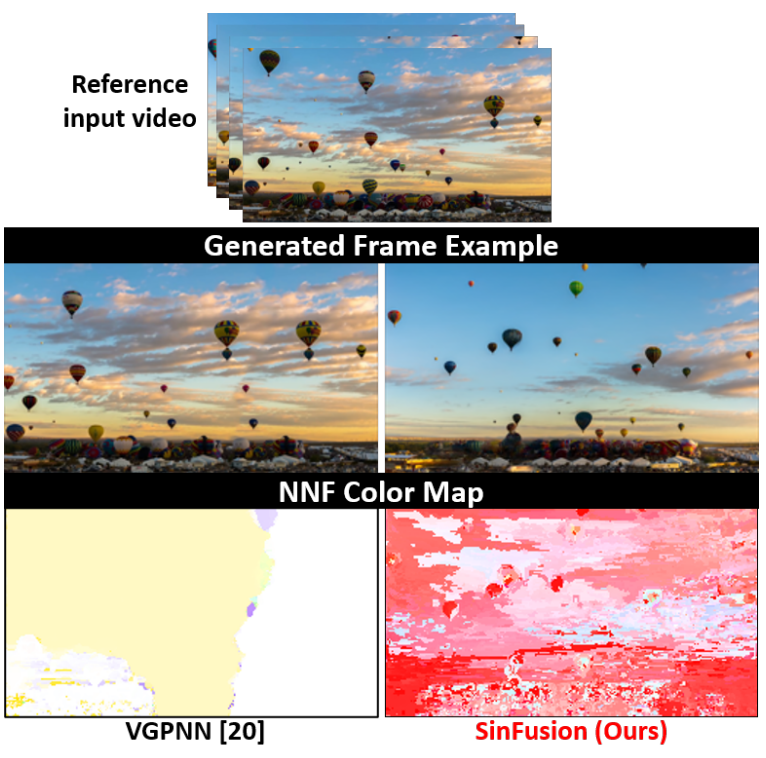 Reference
input video
Generated Frame Example
NNF Color Map
VGPNN [20]
SinFusion (Ours)